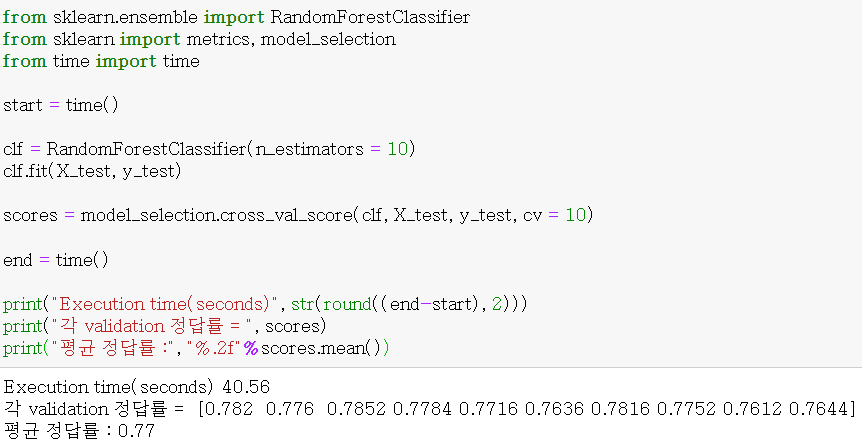 from sklearn.ensemble import RandomForestClassifier
from sklearn import metrics, model_selection
from time import time
start = time()
clf = RandomForestClassifier(n_estimators = 10)
clf.fit(X_test, y_test)
scores = model_selection.cross_val_score(clf, X_test, y_test, cv = 10)
end = time()
print("Execution time(seconds)", str(round((end-start),2)))
print("각 validation 정답률 = ", scores)
print("평균 정답률 :","%.2f"%scores.mean())
Execution time(seconds) 40.56
각 validation 정답률 =  [0.782  0.776  0.7852 0.7784 0.7716 0.7636 0.7816 0.7752 0.7612 0.7644]
평균 정답률 : 0.77